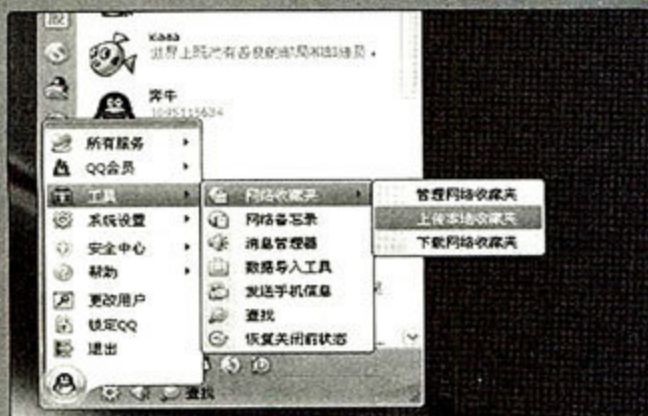 kaaa
奔牛
1095115634
所有服务
QQ会员
工具
系统设置
安全中心
帮助
更改用户
锁定QQ
退出
网络收藏夹
网络备忘录
消息管理器
数据导入工具
发送手机信息
查找
恢复关闭前状态
管理网络收藏夹
上传本地收藏夹
下载网络收藏夹
查找